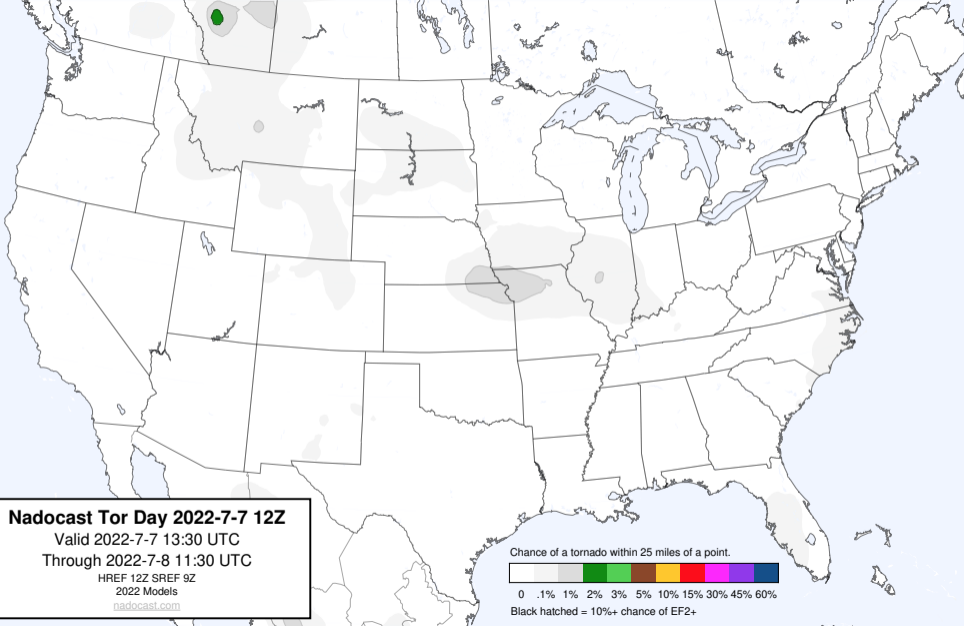 Nadocast Tor Day 2022-7-7 12Z
Valid 2022-7-7 13:30 UTC
Through 2022-7-8 11:30 UTC
HREF 12Z SREF 9Z
2022 Models
nadocast.com
Chance of a tornado within 25 miles of a point.
0 .1% 1% 2% 3% 5% 10% 15% 30% 45% 60%
Black hatched = 10%+ chance of EF2+